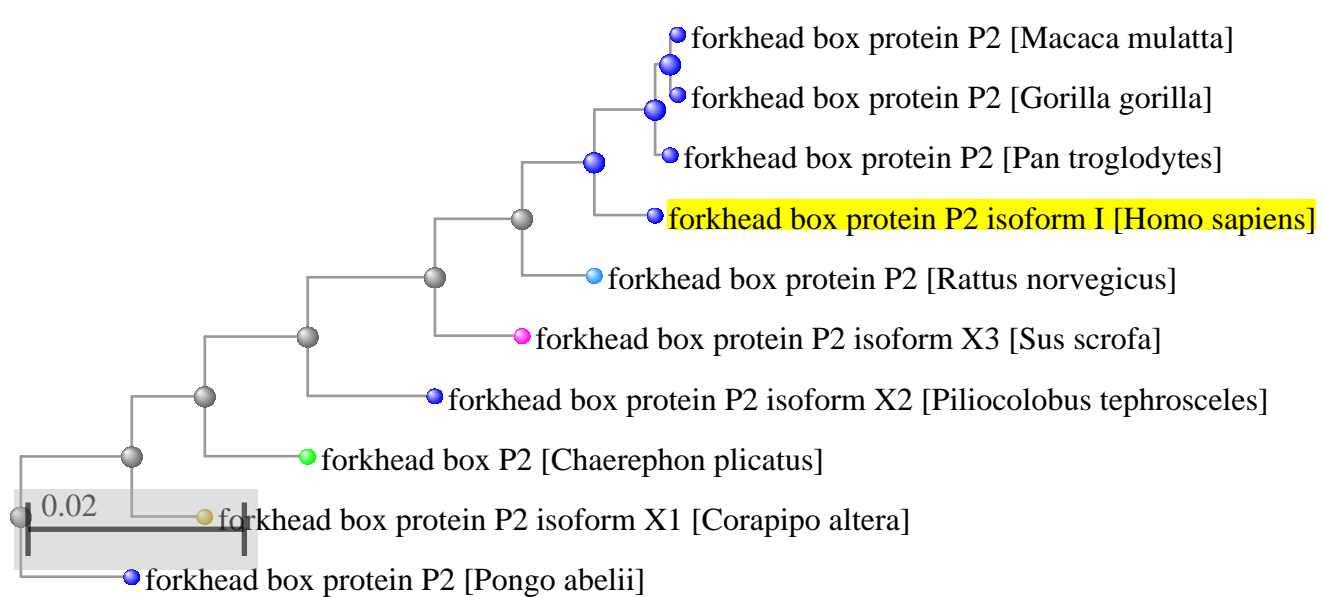 forkhead box protein P2 [Macaca mulatta]
forkhead box protein P2 [Gorilla gorilla]
forkhead box protein P2 [Pan troglodytes]
forkhead box protein P2 isoform I [Homo sapiens]
forkhead box protein P2 [Rattus norvegicus]
forkhead box protein P2 isoform X3 [Sus scrofa]
forkhead box protein P2 isoform X2 [Piliocolobus tephrosceles]
forkhead box P2 [Chaerephon plicatus]
0.02
forkhead box protein P2 isoform X1 [Corapipo altera]
forkhead box protein P2 [Pongo abelii]